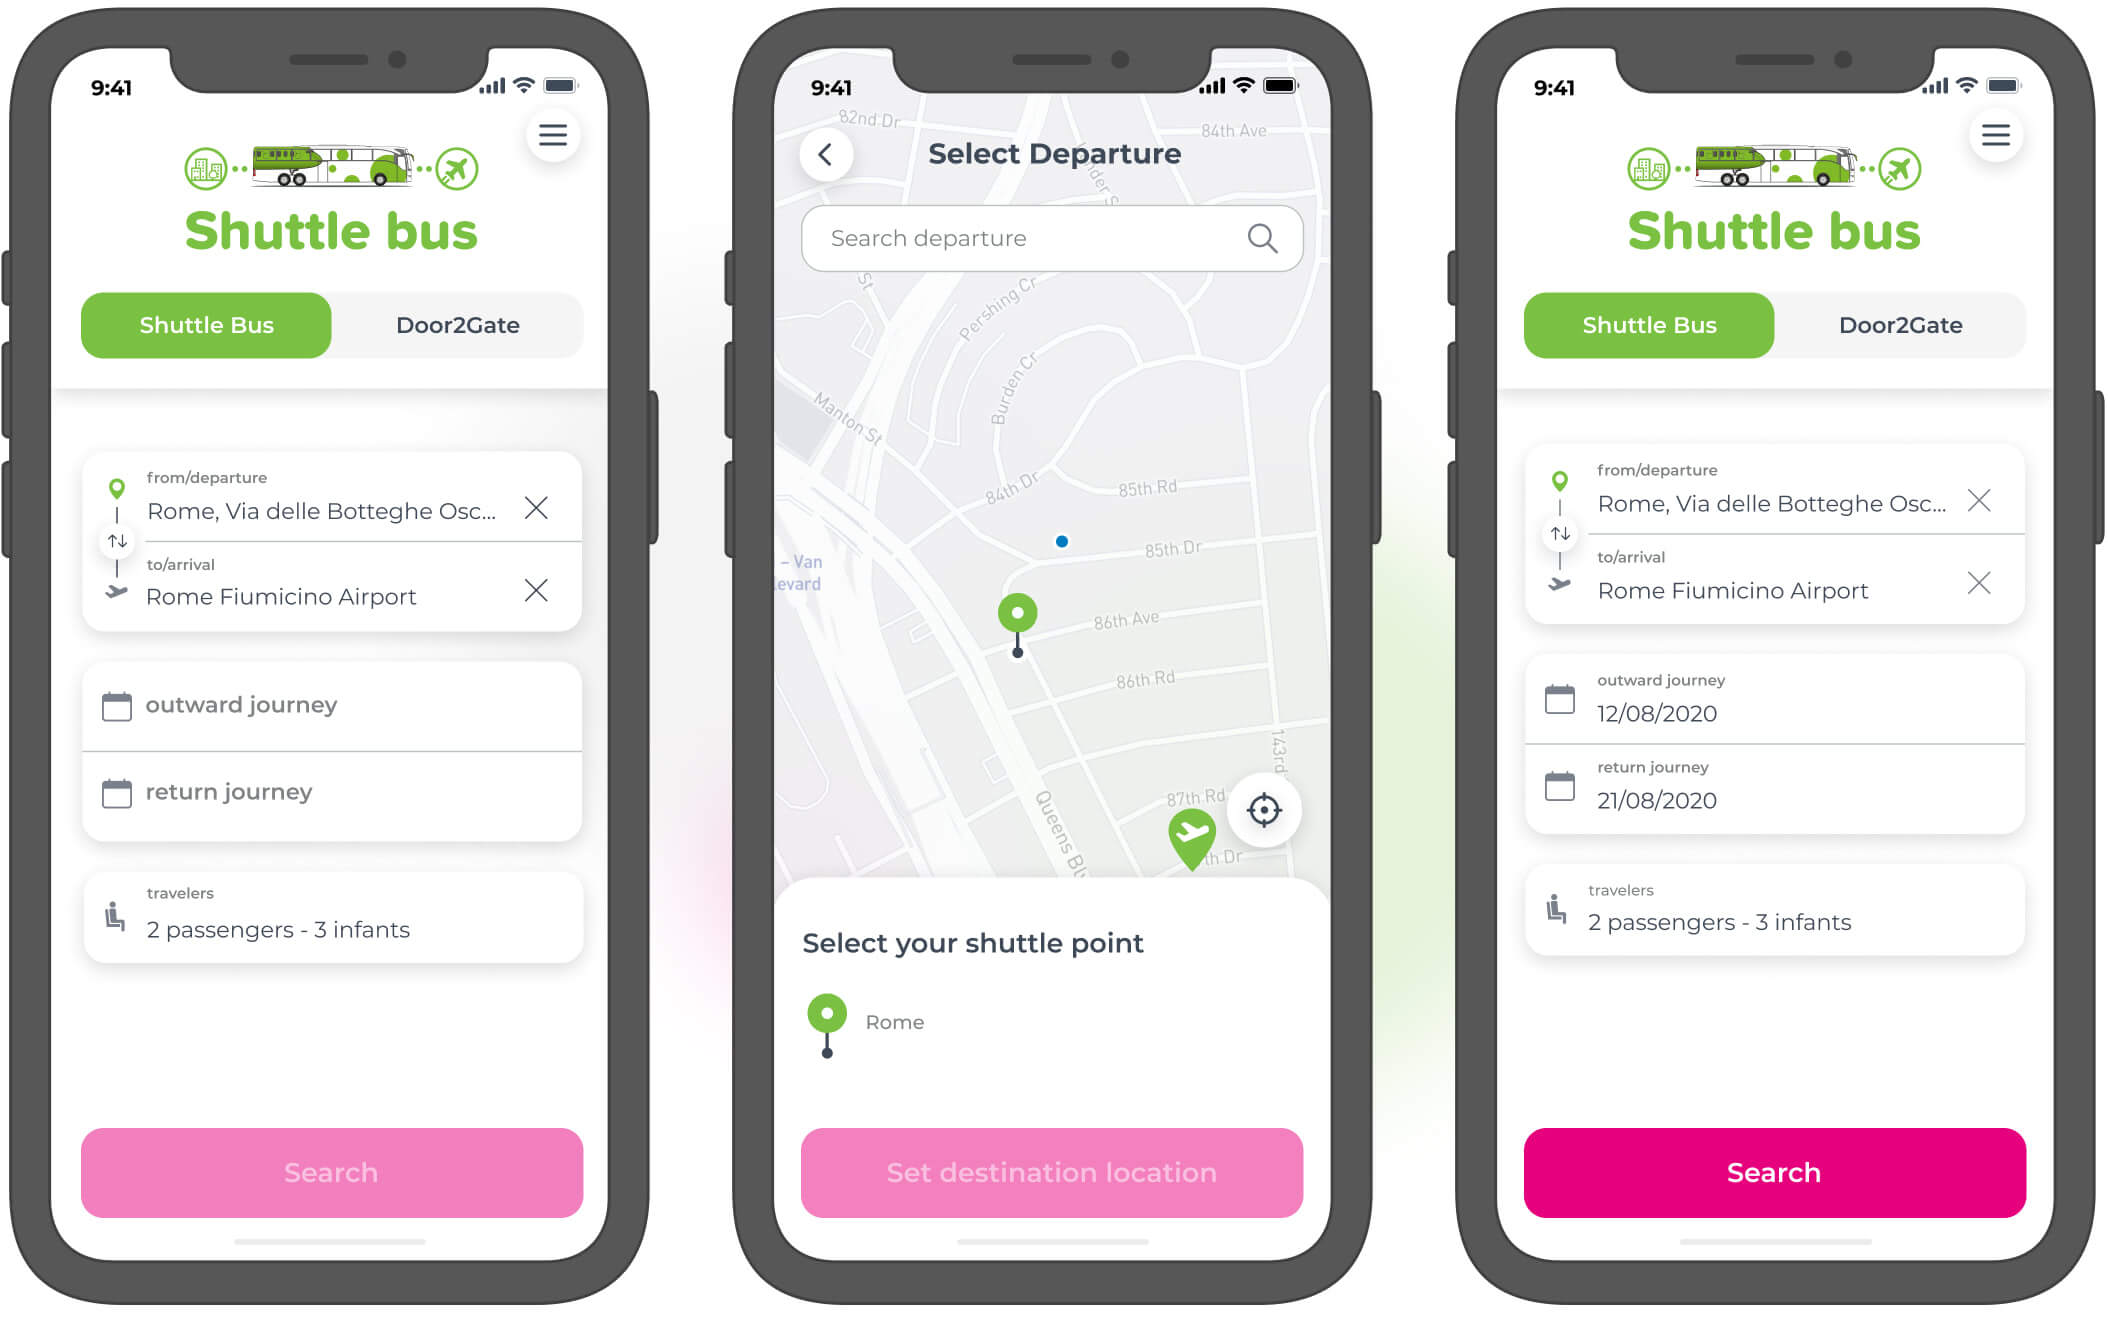 9:41
Shuttle bus
Shuttle Bus
Door2Gate
from/departure
Rome, Via delle Botteghe Osc...
to/arrival
Rome Fiumicino Airport
outward journey
return journey
travelers
2 passengers - 3 infants
Search
9:41
82nd Dr
84th Ave
Select Departure
Search departure
St
Pershing Cr
Burden Cr
Manton St
84th Dr
85th Rd
85th Dr
- Van
levard
86th Ave
86th Rd
143rd
87th Rd
Queens Bl
th Dr
Select your shuttle point
Rome
Set destination location
9:41
Shuttle bus
Shuttle Bus
Door2Gate
from/departure
Rome, Via delle Botteghe Osc...
to/arrival
Rome Fiumicino Airport
outward journey
12/08/2020
return journey
21/08/2020
travelers
2 passengers - 3 infants
Search